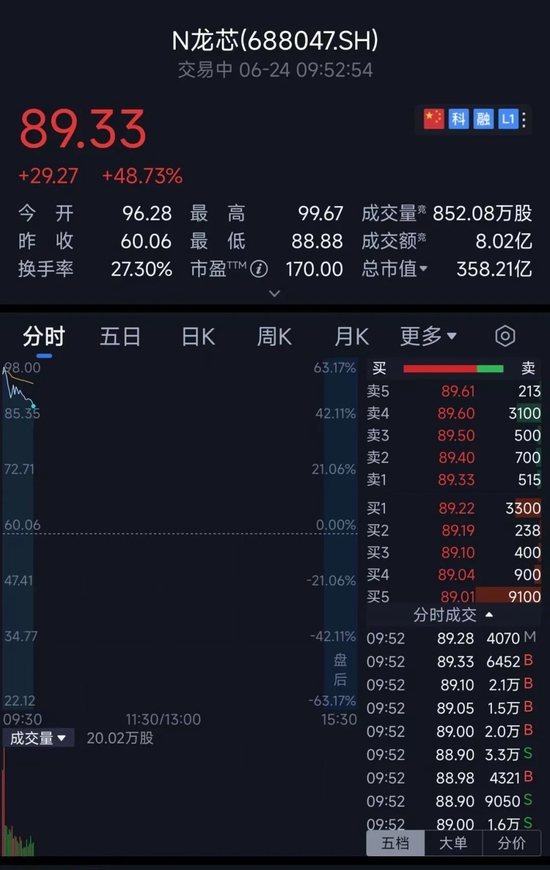 N龙芯(688047.SH)
交易中 06-24 09:52:54
89.33
科 融 L1
+29.27 +48.73%
今 开 96.28 最 高 99.67 成交量竞 852.08万股
昨 收 60.06 最 低 88.88 成交额竞 8.02亿
换手率 27.30% 市盈TTM 170.00 总市值 358.21亿
分时 五日 日K 周K 月K 更多
98.00 63.17%
85.35 42.11%
72.71 21.06%
60.06 0.00%
47.41 -21.06%
34.77 -42.11%
盘后
22.12 -63.17%
09:30 11:30/13:00 15:30
成交量 20.02万股
买 卖
卖5 89.61 213
卖4 89.60 3100
卖3 89.50 500
卖2 89.40 700
卖1 89.33 515
买1 89.22 3300
买2 89.19 238
买3 89.10 400
买4 89.04 900
买5 89.01 9100
分时成交
09:52 89.28 4070 M
09:52 89.33 6452 B
09:52 89.10 2.1万 B
09:52 89.05 1.5万 B
09:52 89.00 2.0万 B
09:52 88.90 3.3万 S
09:52 88.98 4321 B
09:52 88.90 9050 S
09:52 89.00 1.6万 S
五档 大单 分价